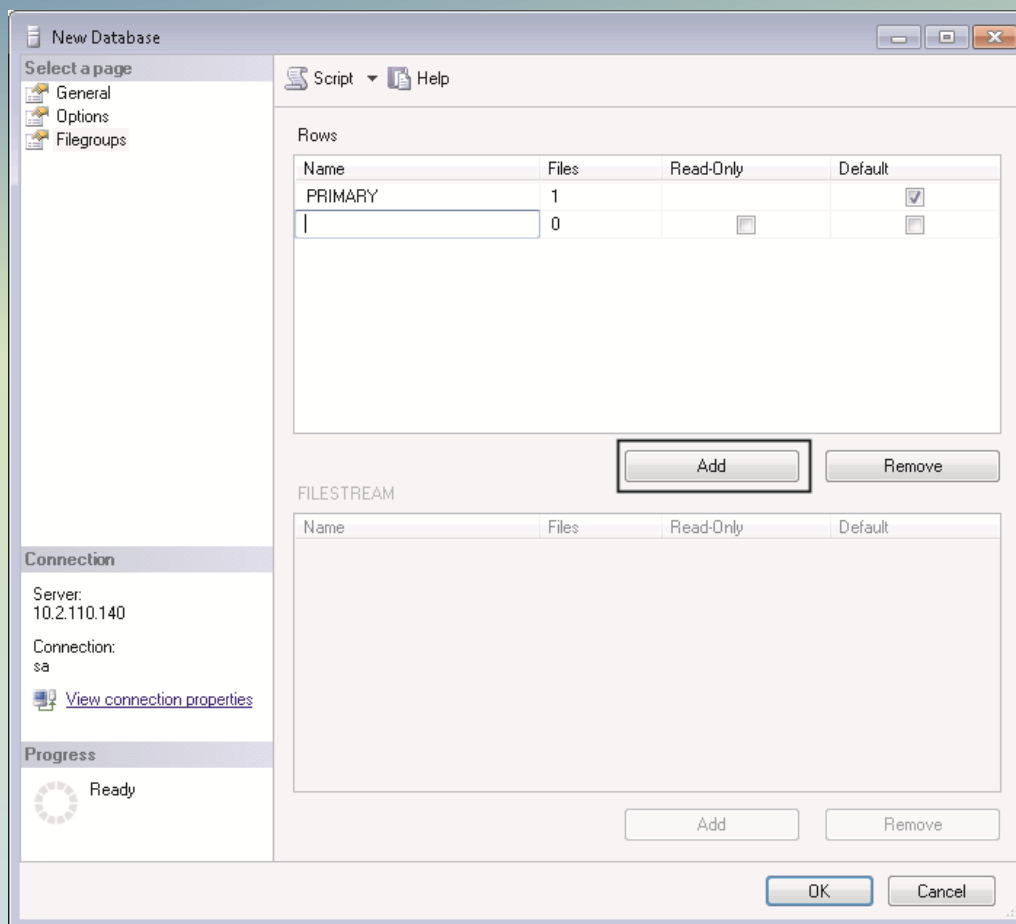 New Database
Select a page
General
Options
Filegroups
Script Help
Rows
Name Files Read-Only Default
PRIMARY 1
0
Add Remove
FILESTREAM
Name Files Read-Only Default
Add Remove
Connection
Server:
10.2.110.140
Connection:
sa
View connection properties
Progress
Ready
OK Cancel